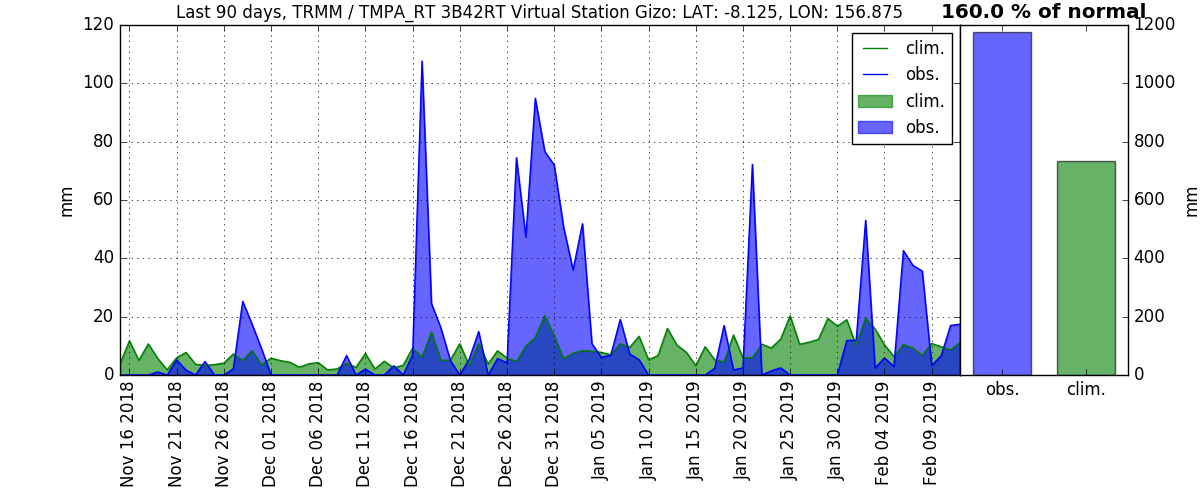 Last 90 days, TRMM / TMPA_RT 3B42RT Virtual Station Gizo: LAT: -8.125, LON: 156.875
160.0 % of normal
120
100
80
60
40
20
0
mm
clim.
obs.
clim.
obs.
1200
1000
800
600
400
200
0
mm
Nov 16 2018
Nov 21 2018
Nov 26 2018
Dec 01 2018
Dec 06 2018
Dec 11 2018
Dec 16 2018
Dec 21 2018
Dec 26 2018
Dec 31 2018
Jan 05 2019
Jan 10 2019
Jan 15 2019
Jan 20 2019
Jan 25 2019
Jan 30 2019
Feb 04 2019
Feb 09 2019
obs.
clim.